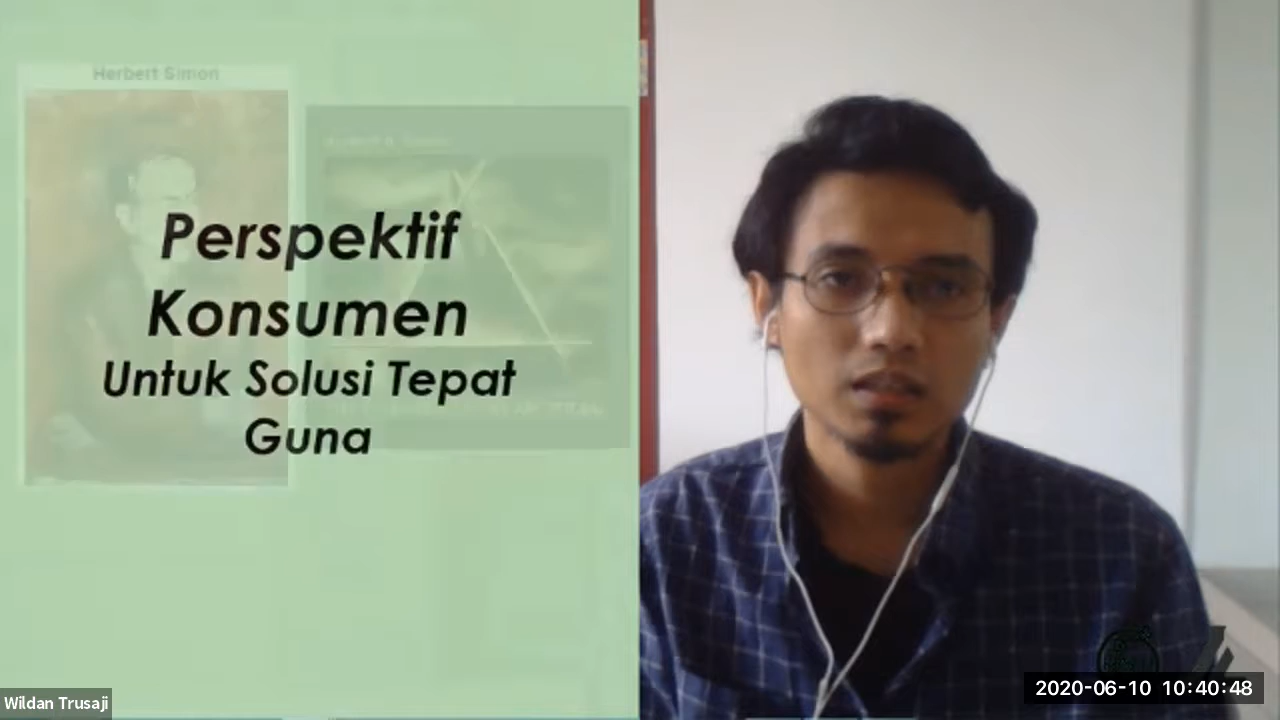 Herbert Simon
Perspektif
Konsumen
Untuk Solusi Tepat
Guna
Wildan Trusaji
2020-06-10 10:40:48